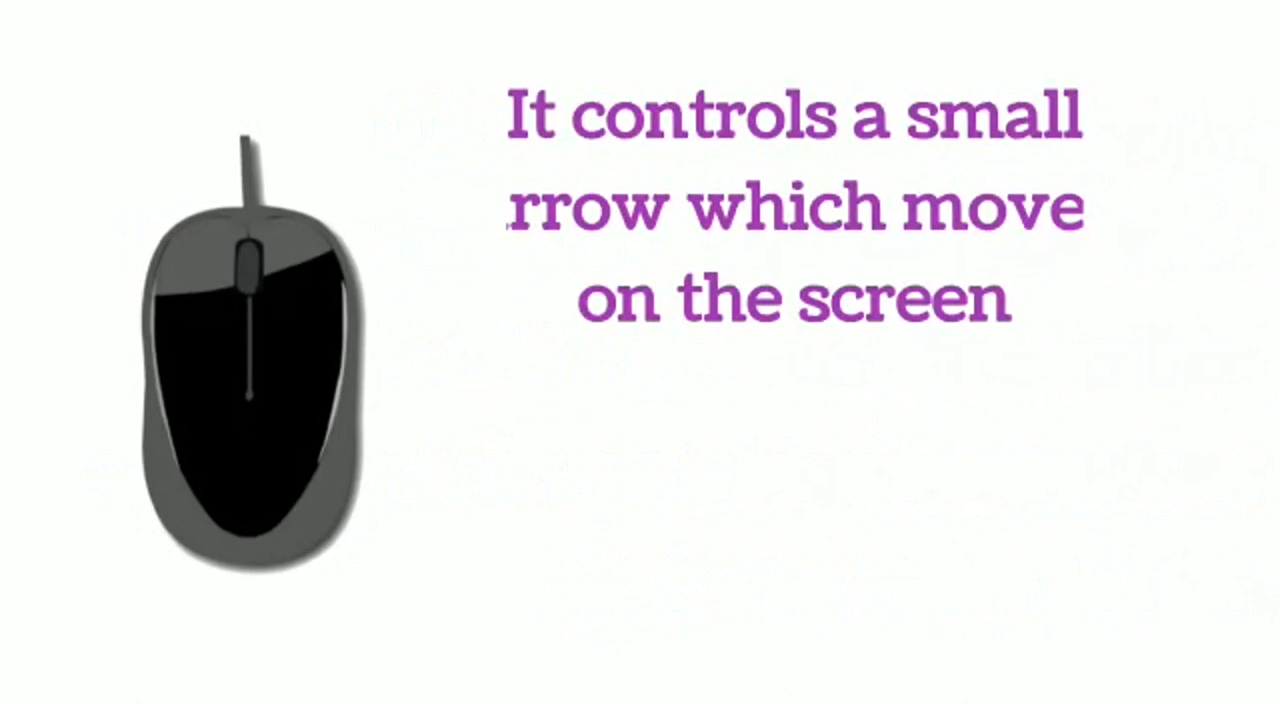 It controls a small
rrow which move
on the screen